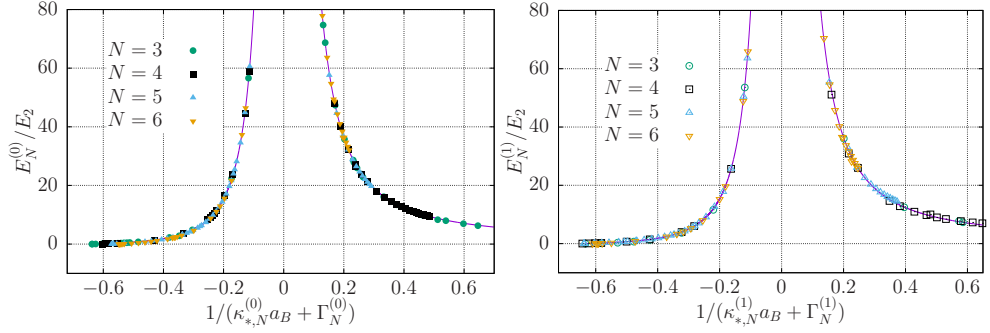 80
60
40
20
0
E_N^{(0)}/E_2
N = 3
N = 4
N = 5
N = 6
−0.6 −0.4 −0.2 0 0.2 0.4 0.6
1/(κ_{*,N}^{(0)} a_B + Γ_N^{(0)})
80
60
40
20
0
E_N^{(1)}/E_2
N = 3
N = 4
N = 5
N = 6
−0.6 −0.4 −0.2 0 0.2 0.4 0.6
1/(κ_{*,N}^{(1)} a_B + Γ_N^{(1)})